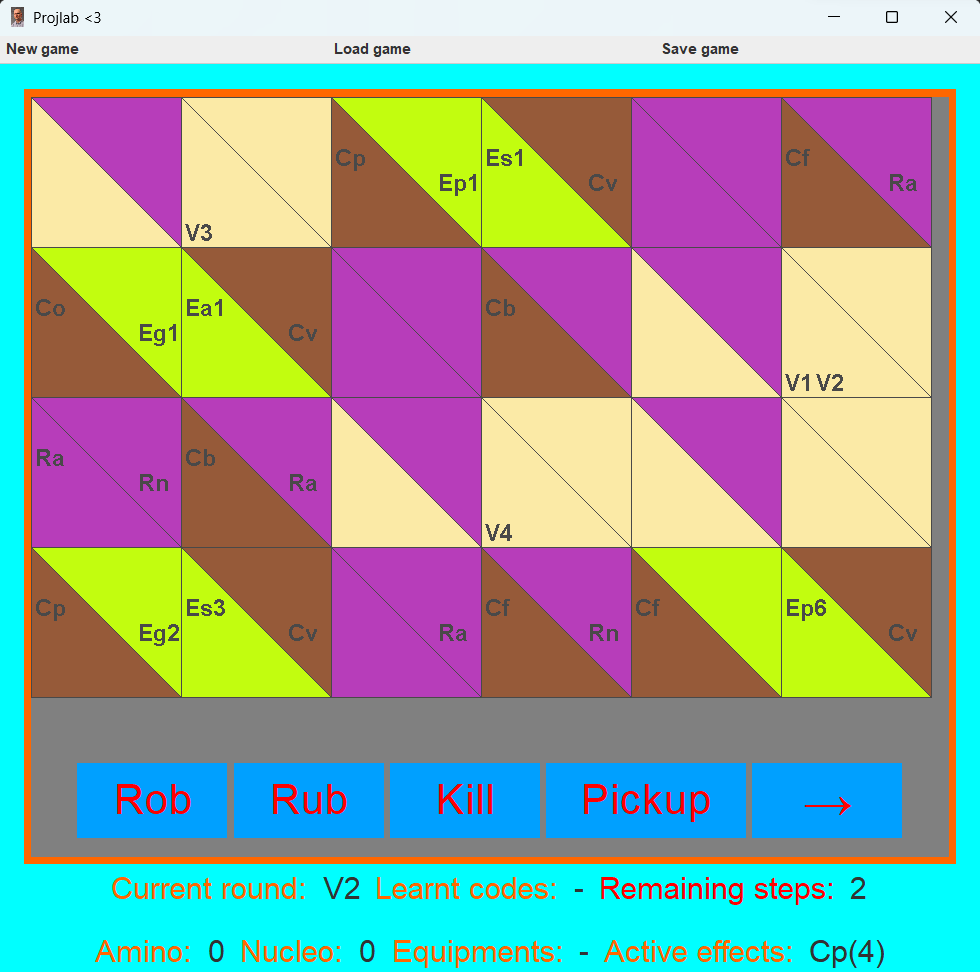 Projlab <3
New game Load game Save game
Cp Es1 Cf
Ep1 Cv Ra
V3
Co Ea1 Cb
Eg1 Cv
V1 V2
Ra Cb
Rn Ra
V4
Cp Es3 Cf Cf Ep6
Eg2 Cv Ra Rn Cv
Rob Rub Kill Pickup →
Current round: V2 Learnt codes: - Remaining steps: 2
Amino: 0 Nucleo: 0 Equipments: - Active effects: Cp(4)